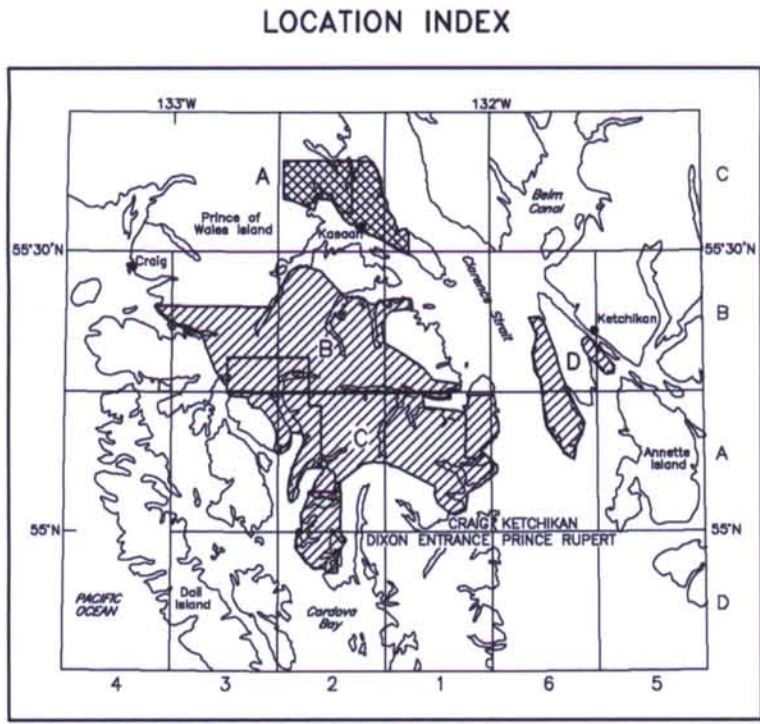 LOCATION INDEX
133°W
132°W
A
C
Behm
Canal
Prince of
Wales Island
Kasaan
55°30'N
55°30'N
Craig
Clarence Strait
B
Ketchikan
B
D
C
Annette
Island
A
CRAIG KETCHIKAN
55°N
55°N
DIXON ENTRANCE PRINCE RUPERT
PACIFIC
OCEAN
Dall
Island
Cordova
Bay
D
4 3 2 1 6 5